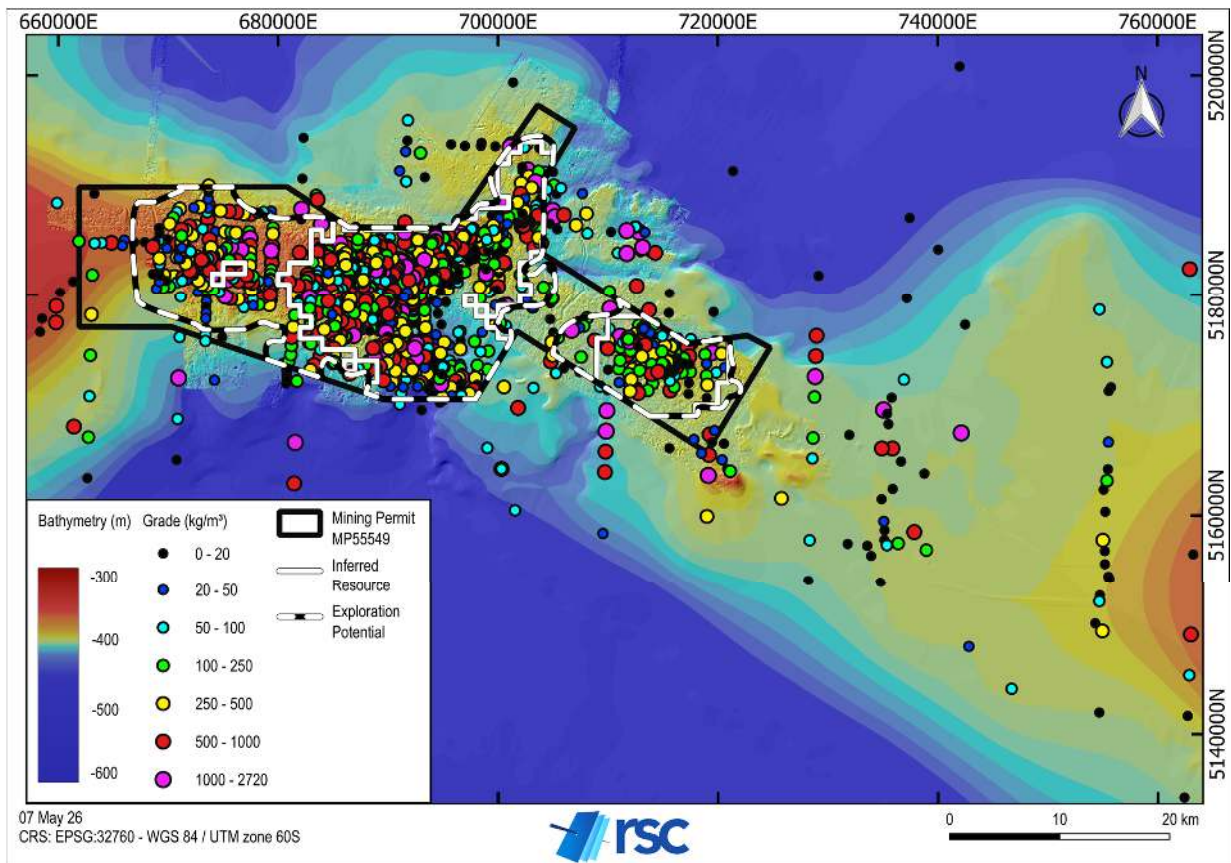 660000E 680000E 700000E 720000E 740000E 760000E
5200000N
N
5180000N
5160000N
5140000N
Bathymetry (m)
-300
-400
-500
-600
Grade (kg/m³)
0 - 20
20 - 50
50 - 100
100 - 250
250 - 500
500 - 1000
1000 - 2720
Mining Permit
MP55549
Inferred
Resource
Exploration
Potential
07 May 26
CRS: EPSG:32760 - WGS 84 / UTM zone 60S
rsc
0 10 20 km